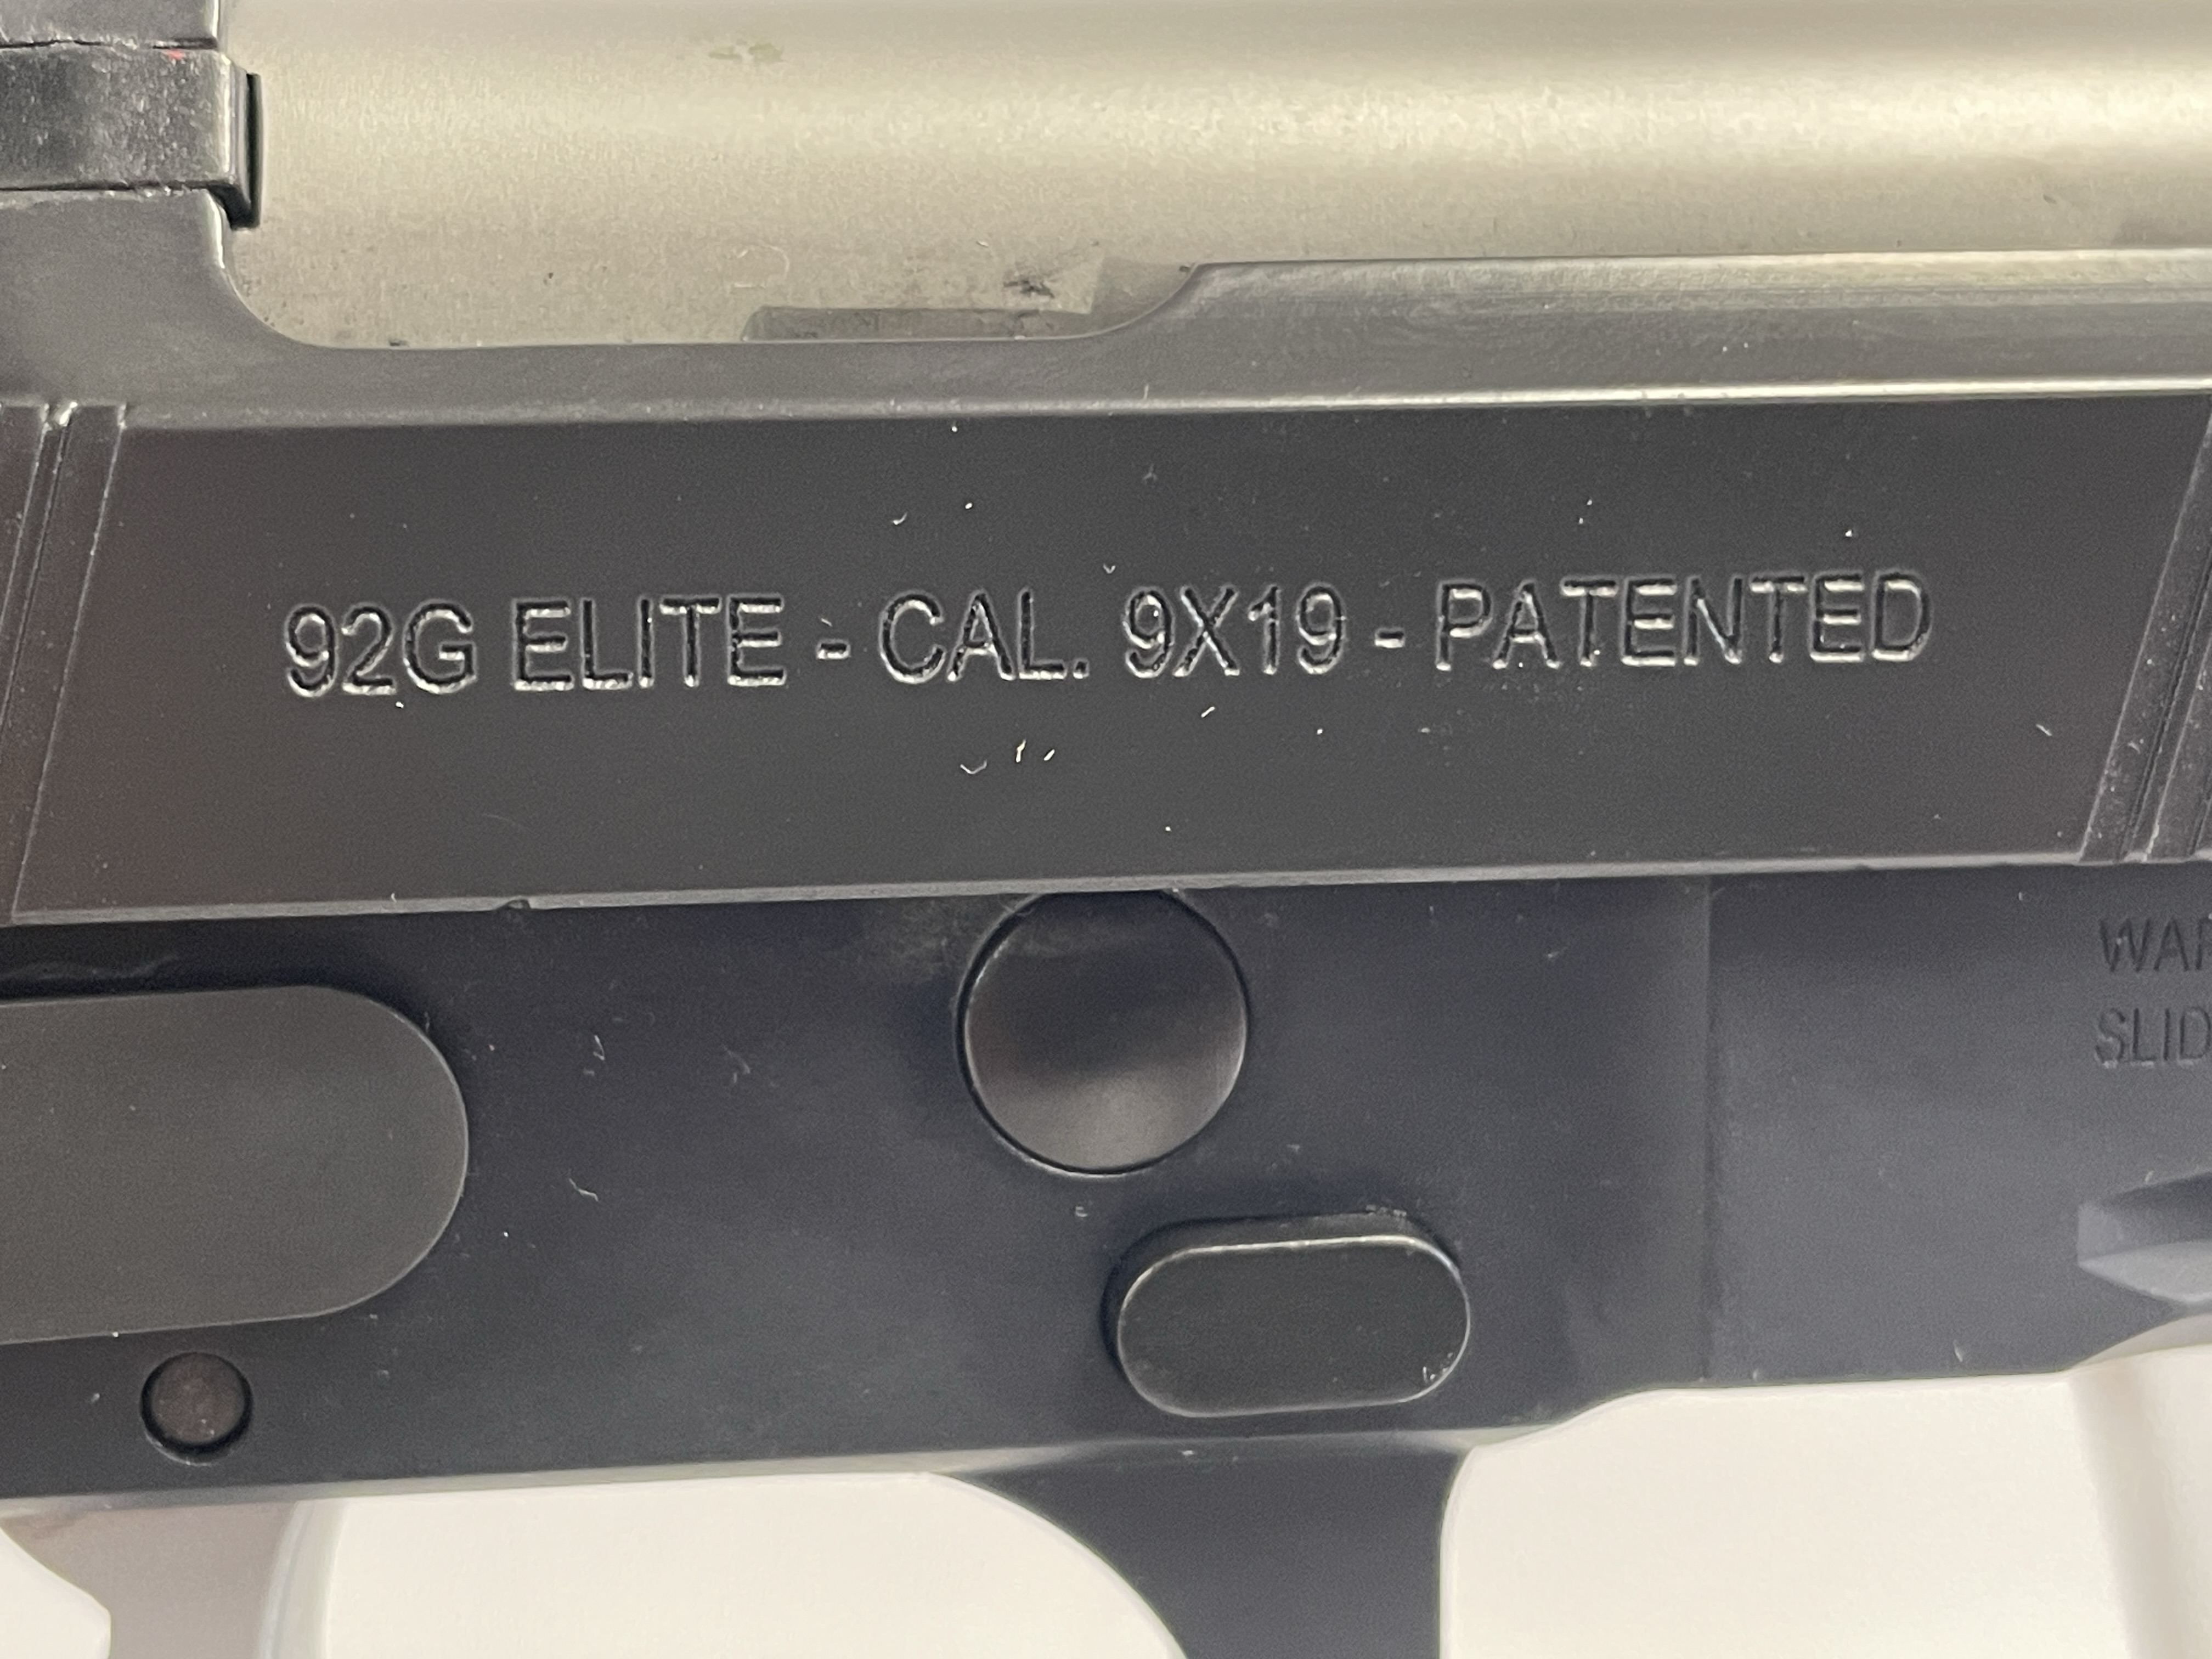 92G ELITE - CAL. 9X19 - PATENTED